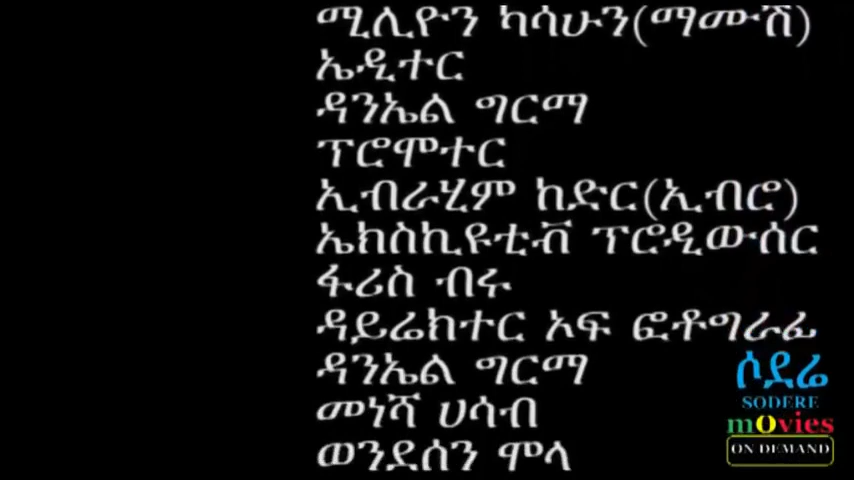 ሚሊዮን ካሳሁን(ማሙሽ)
ኤዲተር
ዳንኤል ግርማ
ፕሮሞተር
ኢብራሂም ከድር(ኢብሮ)
ኤክስኪዩቲቭ ፕሮዲውሰር
ፋሪስ ብሩ
ዳይሬክተር ኦፍ ፎቶግራፊ
ዳንኤል ግርማ
መነሻ ሀሳብ
ወንደሰን ሞላ
ሶደሬ
SODERE
mOvies
ON DEMAND